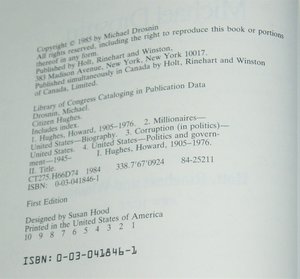 Copyright © 1985 by Michael Drosnin
All rights reserved, including the right to reproduce this book or portions
thereof in any form.
Published by Holt, Rinehart and Winston,
383 Madison Avenue, New York, New York 10017.
Published simultaneously in Canada by Holt, Rinehart and Winston
of Canada, Limited.
Library of Congress Cataloging in Publication Data
Drosnin, Michael.
Citizen Hughes.
Includes index.
1. Hughes, Howard, 1905–1976. 2. Millionaires—
United States—Biography. 3. Corruption (in politics)—
United States. 4. United States—Politics and govern-
ment—1945– I. Hughes, Howard, 1905–1976.
II. Title.
CT275.H66D74 1984 338.7'67'0924 84-25211
ISBN: 0-03-041846-1
First Edition
Designed by Susan Hood
Printed in the United States of America
10 9 8 7 6 5 4 3 2 1
ISBN: 0-03-041846-1